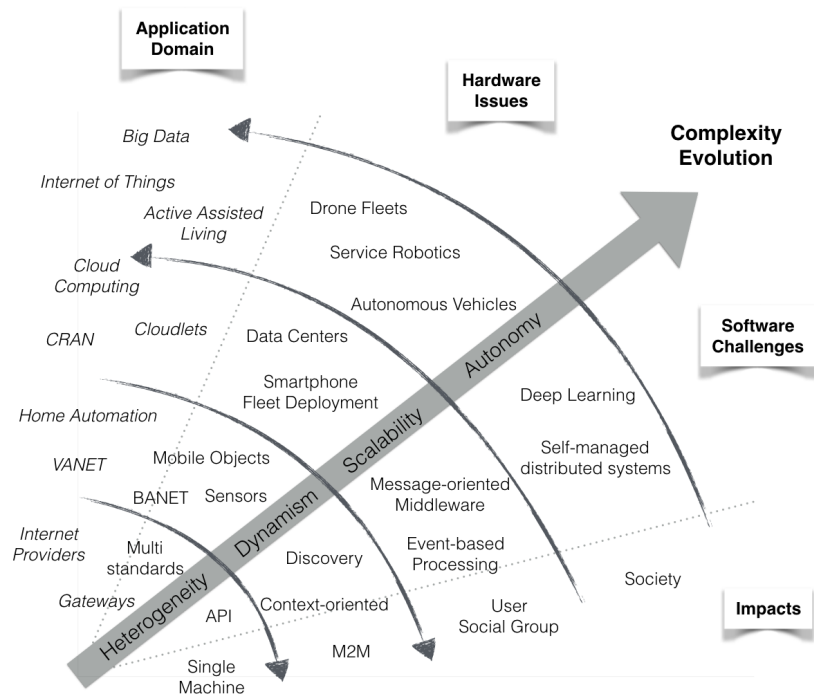 Application
Domain
Hardware
Issues
Complexity
Evolution
Big Data
Internet of Things
Active Assisted
Living
Drone Fleets
Service Robotics
Cloud
Computing
Autonomous Vehicles
CRAN
Cloudlets
Data Centers
Autonomy
Software
Challenges
Smartphone
Fleet Deployment
Deep Learning
Home Automation
Scalability
Self-managed
distributed systems
VANET
Mobile Objects
BANET
Sensors
Message-oriented
Middleware
Dynamism
Internet
Providers
Multi
standards
Discovery
Event-based
Processing
Heterogeneity
Gateways
API
Context-oriented
User
Social Group
Society
Impacts
Single
Machine
M2M